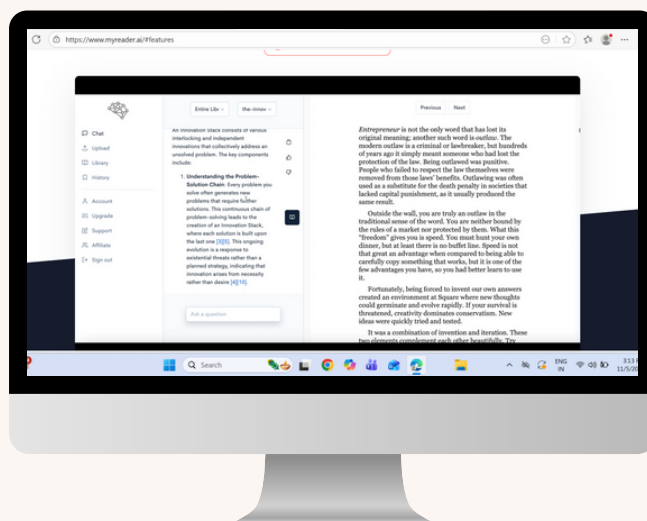 https://www.myreader.ai/#features
Entire Lib
the-innov
Previous Next
Chat
Upload
Library
History
Account
Upgrade
Support
Affiliate
Sign out
An Innovation Stack consists of various
interlocking and independent
innovations that collectively address an
unsolved problem. The key components
include:
1. Understanding the Problem-
Solution Chain: Every problem you
solve often generates new
problems that require further
solutions. This continuous chain of
problem-solving leads to the
creation of an Innovation Stack,
where each solution is built upon
the last one [3][5]. This ongoing
evolution is a response to
existential threats rather than a
planned strategy, indicating that
innovation arises from necessity
rather than desire [4][10].
Ask a question
Entrepreneur is not the only word that has lost its
original meaning; another such word is outlaw. The
modern outlaw is a criminal or lawbreaker, but hundreds
of years ago it simply meant someone who had lost the
protection of the law. Being outlawed was punitive.
People who failed to respect the law themselves were
removed from those laws' benefits. Outlawing was often
used as a substitute for the death penalty in societies that
lacked capital punishment, as it usually produced the
same result.
Outside the wall, you are truly an outlaw in the
traditional sense of the word. You are neither bound by
the rules of a market nor protected by them. What this
"freedom" gives you is speed. You must hunt your own
dinner, but at least there is no buffet line. Speed is not
that great an advantage when compared to being able to
carefully copy something that works, but it is one of the
few advantages you have, so you had better learn to use
it.
Fortunately, being forced to invent our own answers
created an environment at Square where new thoughts
could germinate and evolve rapidly. If your survival is
threatened, creativity dominates conservatism. New
ideas were quickly tried and tested.
It was a combination of invention and iteration. These
two elements complement each other beautifully. Try
Search
ENG
IN
3:13
11/5/20